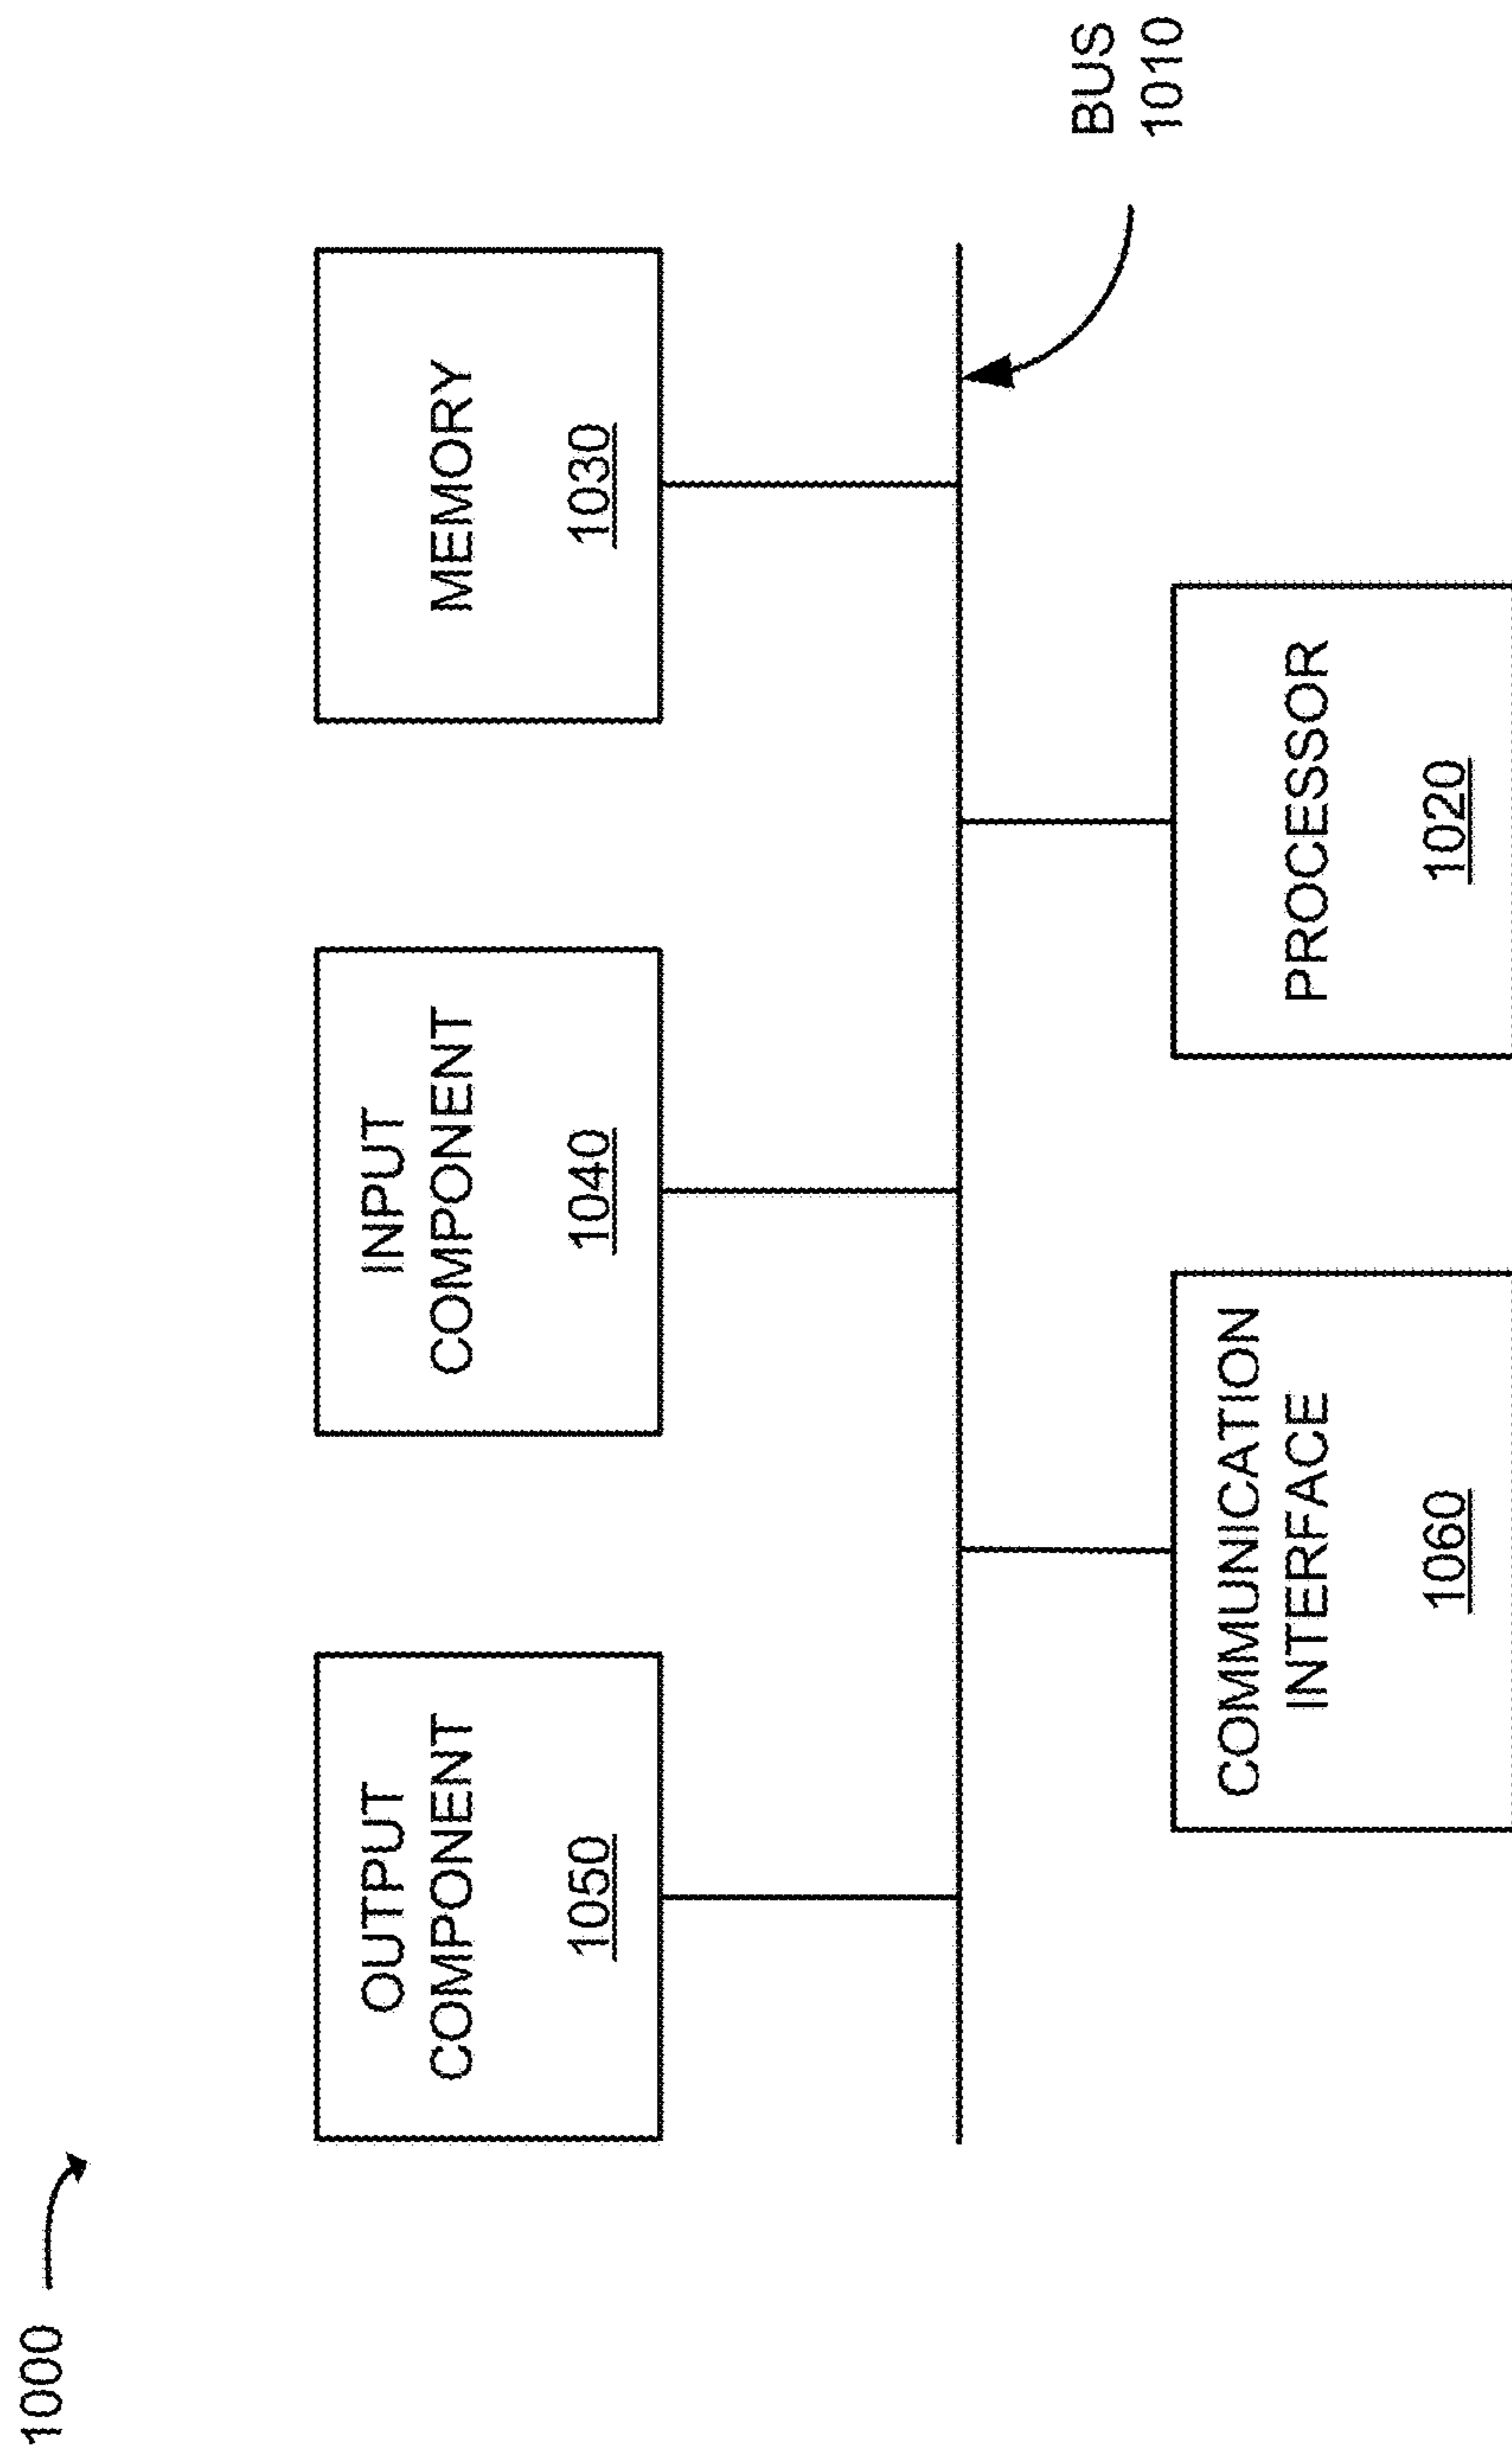 1000
OUTPUT
COMPONENT
1050
INPUT
COMPONENT
1040
MEMORY
1030
BUS
1010
COMMUNICATION
INTERFACE
1060
PROCESSOR
1020